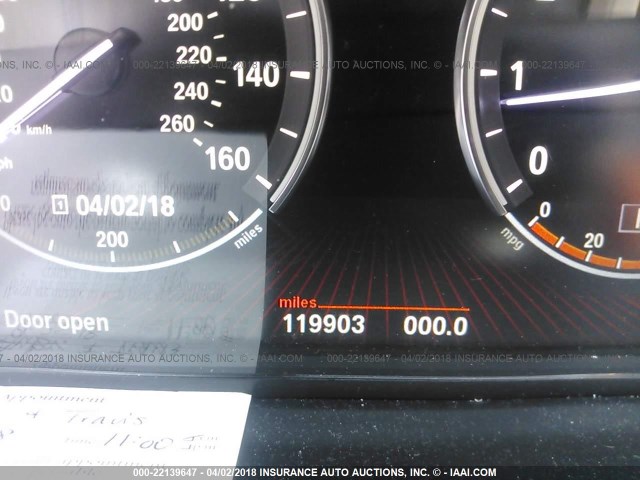 200
220
140
240
260
160
km/h
04/02/18
200
miles
1
0
0
20
mpg
miles
119903 000.0
Door open
000-22139647 - 04/02/2018 INSURANCE AUTO AUCTIONS, INC. © - IAAI.COM
Travis
11:00
000-22139647 - 04/02/2018 INSURANCE AUTO AUCTIONS, INC. © - IAAI.COM